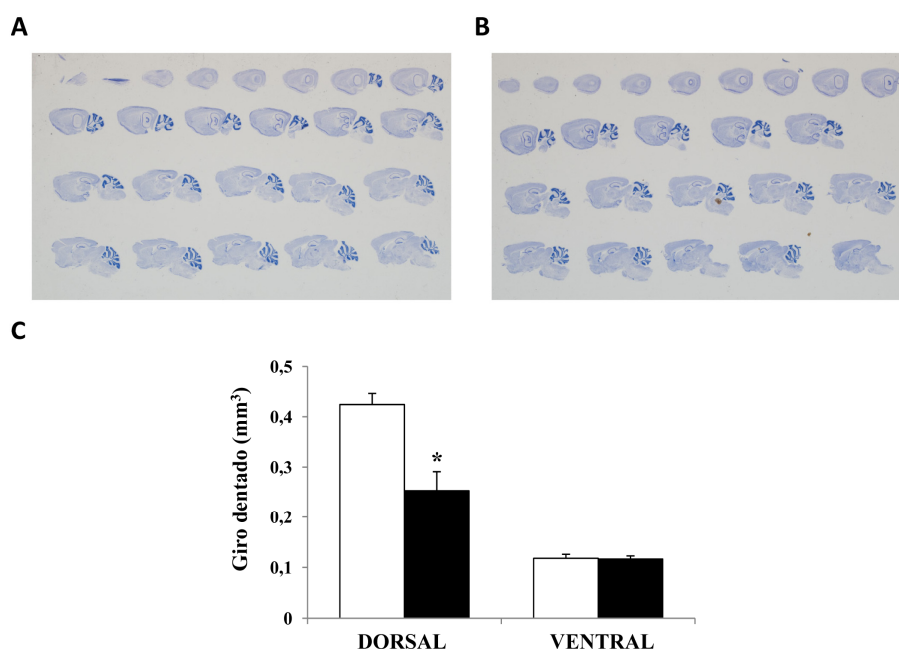 A
B
C
0,5
0,4
0,3
0,2
0,1
0
Giro dentado (mm³)
*
DORSAL
VENTRAL